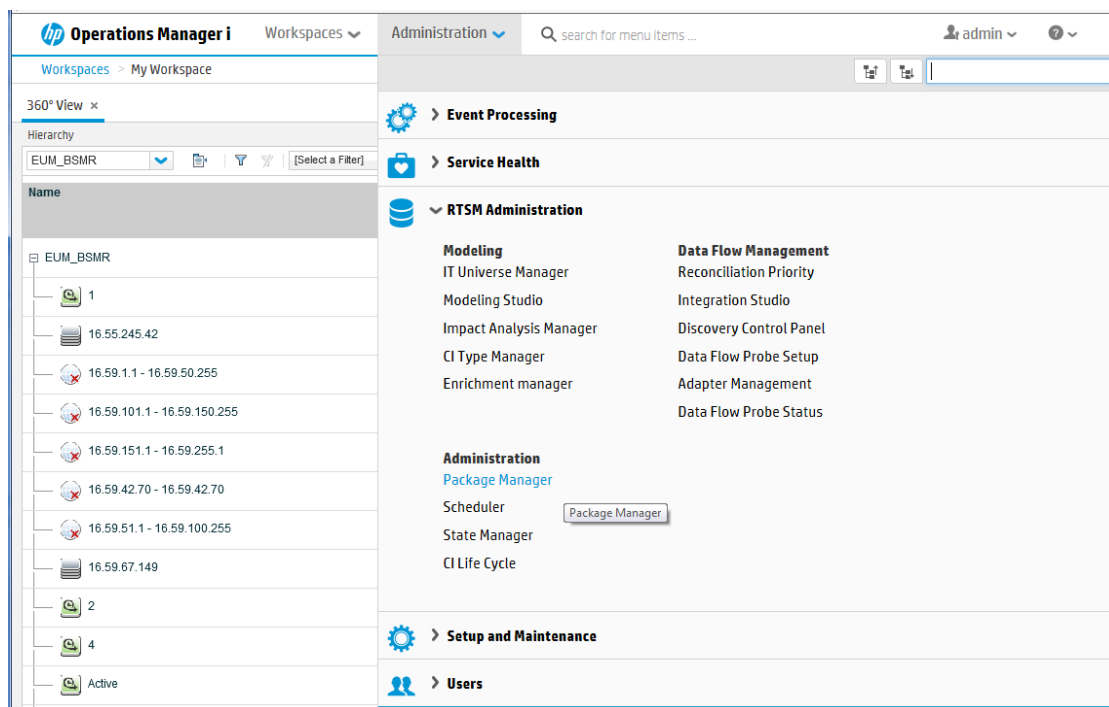 hp Operations Manager i Workspaces Administration search for menu items ... admin ?
Workspaces > My Workspace
360° View ×
Hierarchy
EUM_BSMR [Select a Filter]
Name
EUM_BSMR
1
16.55.245.42
16.59.1.1 - 16.59.50.255
16.59.101.1 - 16.59.150.255
16.59.151.1 - 16.59.255.1
16.59.42.70 - 16.59.42.70
16.59.51.1 - 16.59.100.255
16.59.67.149
2
4
Active
Event Processing
Service Health
RTSM Administration
Modeling
IT Universe Manager
Modeling Studio
Impact Analysis Manager
CI Type Manager
Enrichment manager
Data Flow Management
Reconciliation Priority
Integration Studio
Discovery Control Panel
Data Flow Probe Setup
Adapter Management
Data Flow Probe Status
Administration
Package Manager
Scheduler
Package Manager
State Manager
CI Life Cycle
Setup and Maintenance
Users